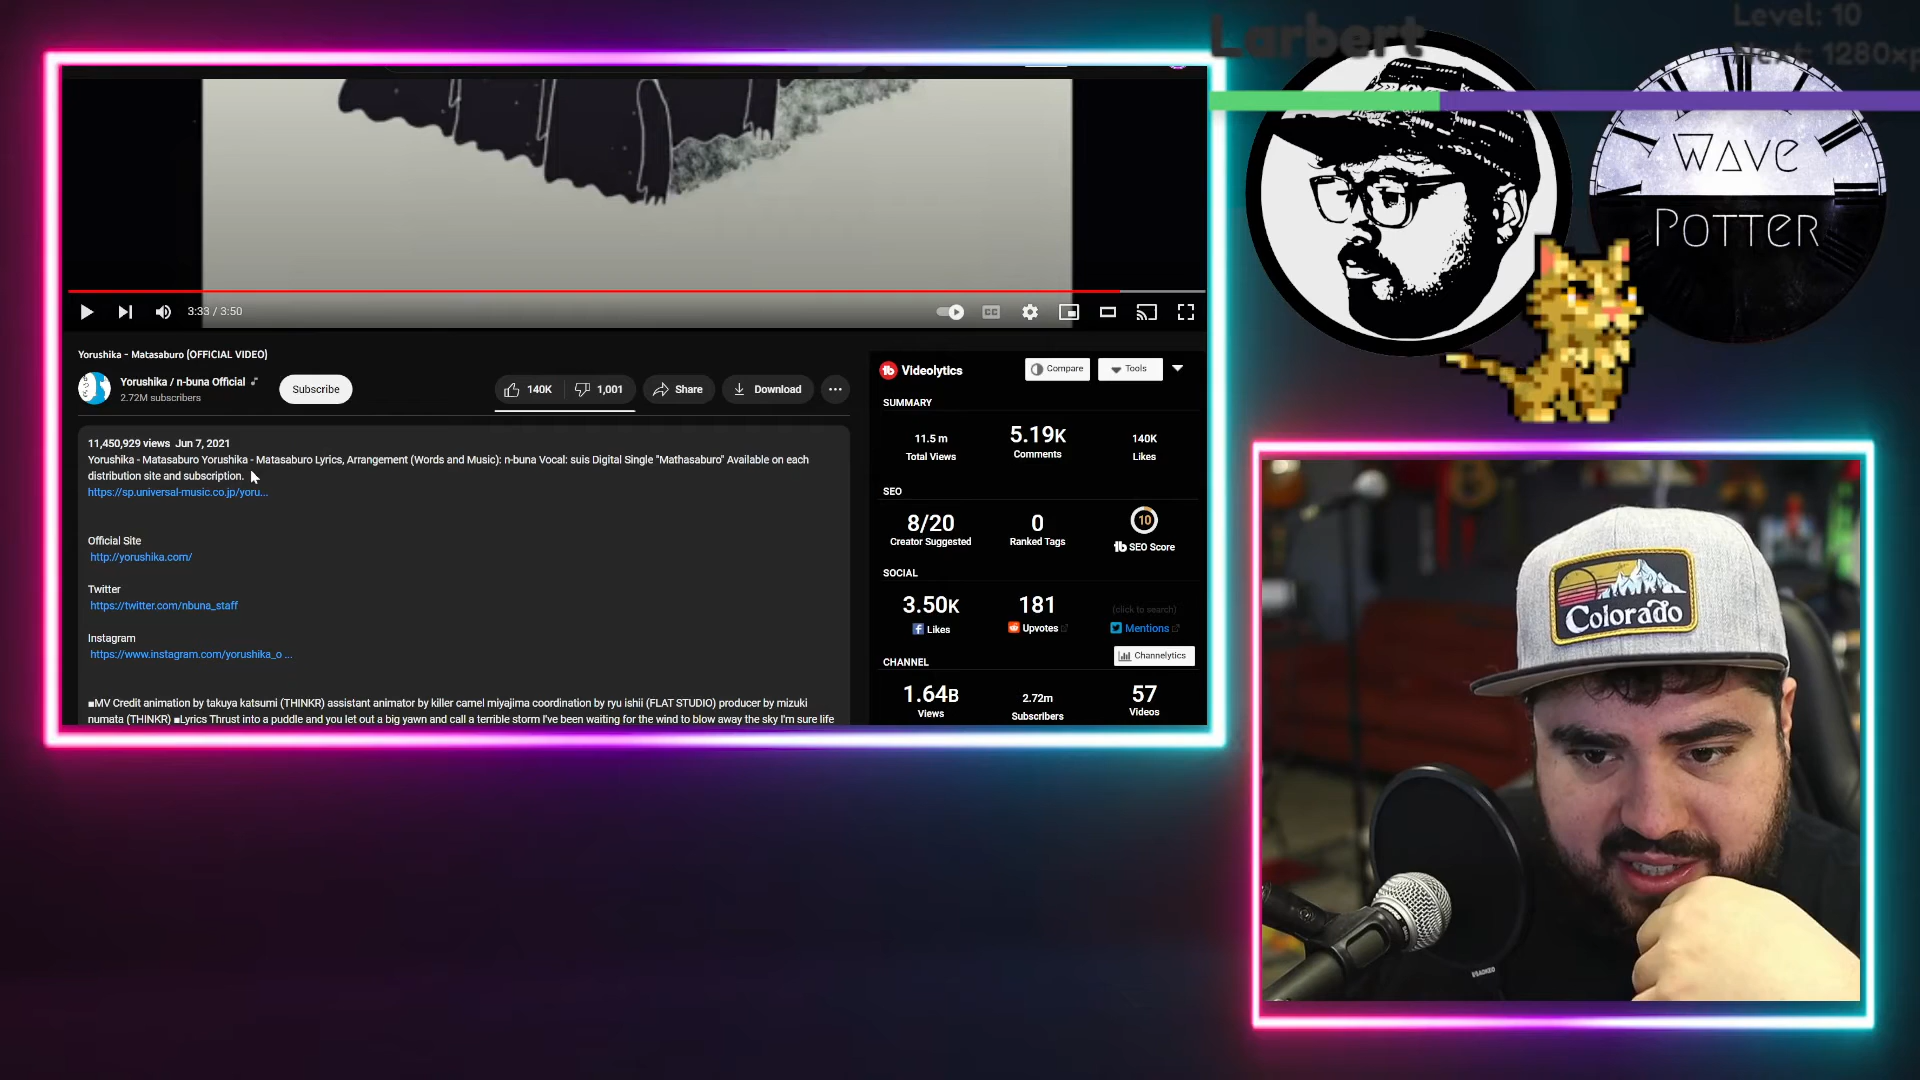 Larbert
Level: 10
Next: 1280xp
WAVE
POTTER
3:33 / 3:50
CC
Yorushika - Matasaburo (OFFICIAL VIDEO)
Yorushika / n-buna Official
2.72M subscribers
Subscribe
140K
1,001
Share
Download
11,450,929 views Jun 7, 2021
Yorushika - Matasaburo Yorushika - Matasaburo Lyrics, Arrangement (Words and Music): n-buna Vocal: suis Digital Single "Mathasaburo" Available on each
distribution site and subscription.
https://sp.universal-music.co.jp/yoru...
Official Site
http://yorushika.com/
Twitter
https://twitter.com/nbuna_staff
Instagram
https://www.instagram.com/yorushika_o ...
■MV Credit animation by takuya katsumi (THINKR) assistant animator by killer camel miyajima coordination by ryu ishii (FLAT STUDIO) producer by mizuki
numata (THINKR) ■Lyrics Thrust into a puddle and you let out a big yawn and call a terrible storm I've been waiting for the wind to blow away the sky I'm sure life
tb Videolytics
Compare
Tools
SUMMARY
11.5 m
Total Views
5.19K
Comments
140K
Likes
SEO
8/20
Creator Suggested
0
Ranked Tags
10
tb SEO Score
SOCIAL
3.50K
Likes
181
Upvotes
(click to search)
Mentions
CHANNEL
Channelytics
1.64B
Views
2.72m
Subscribers
57
Videos
Colorado